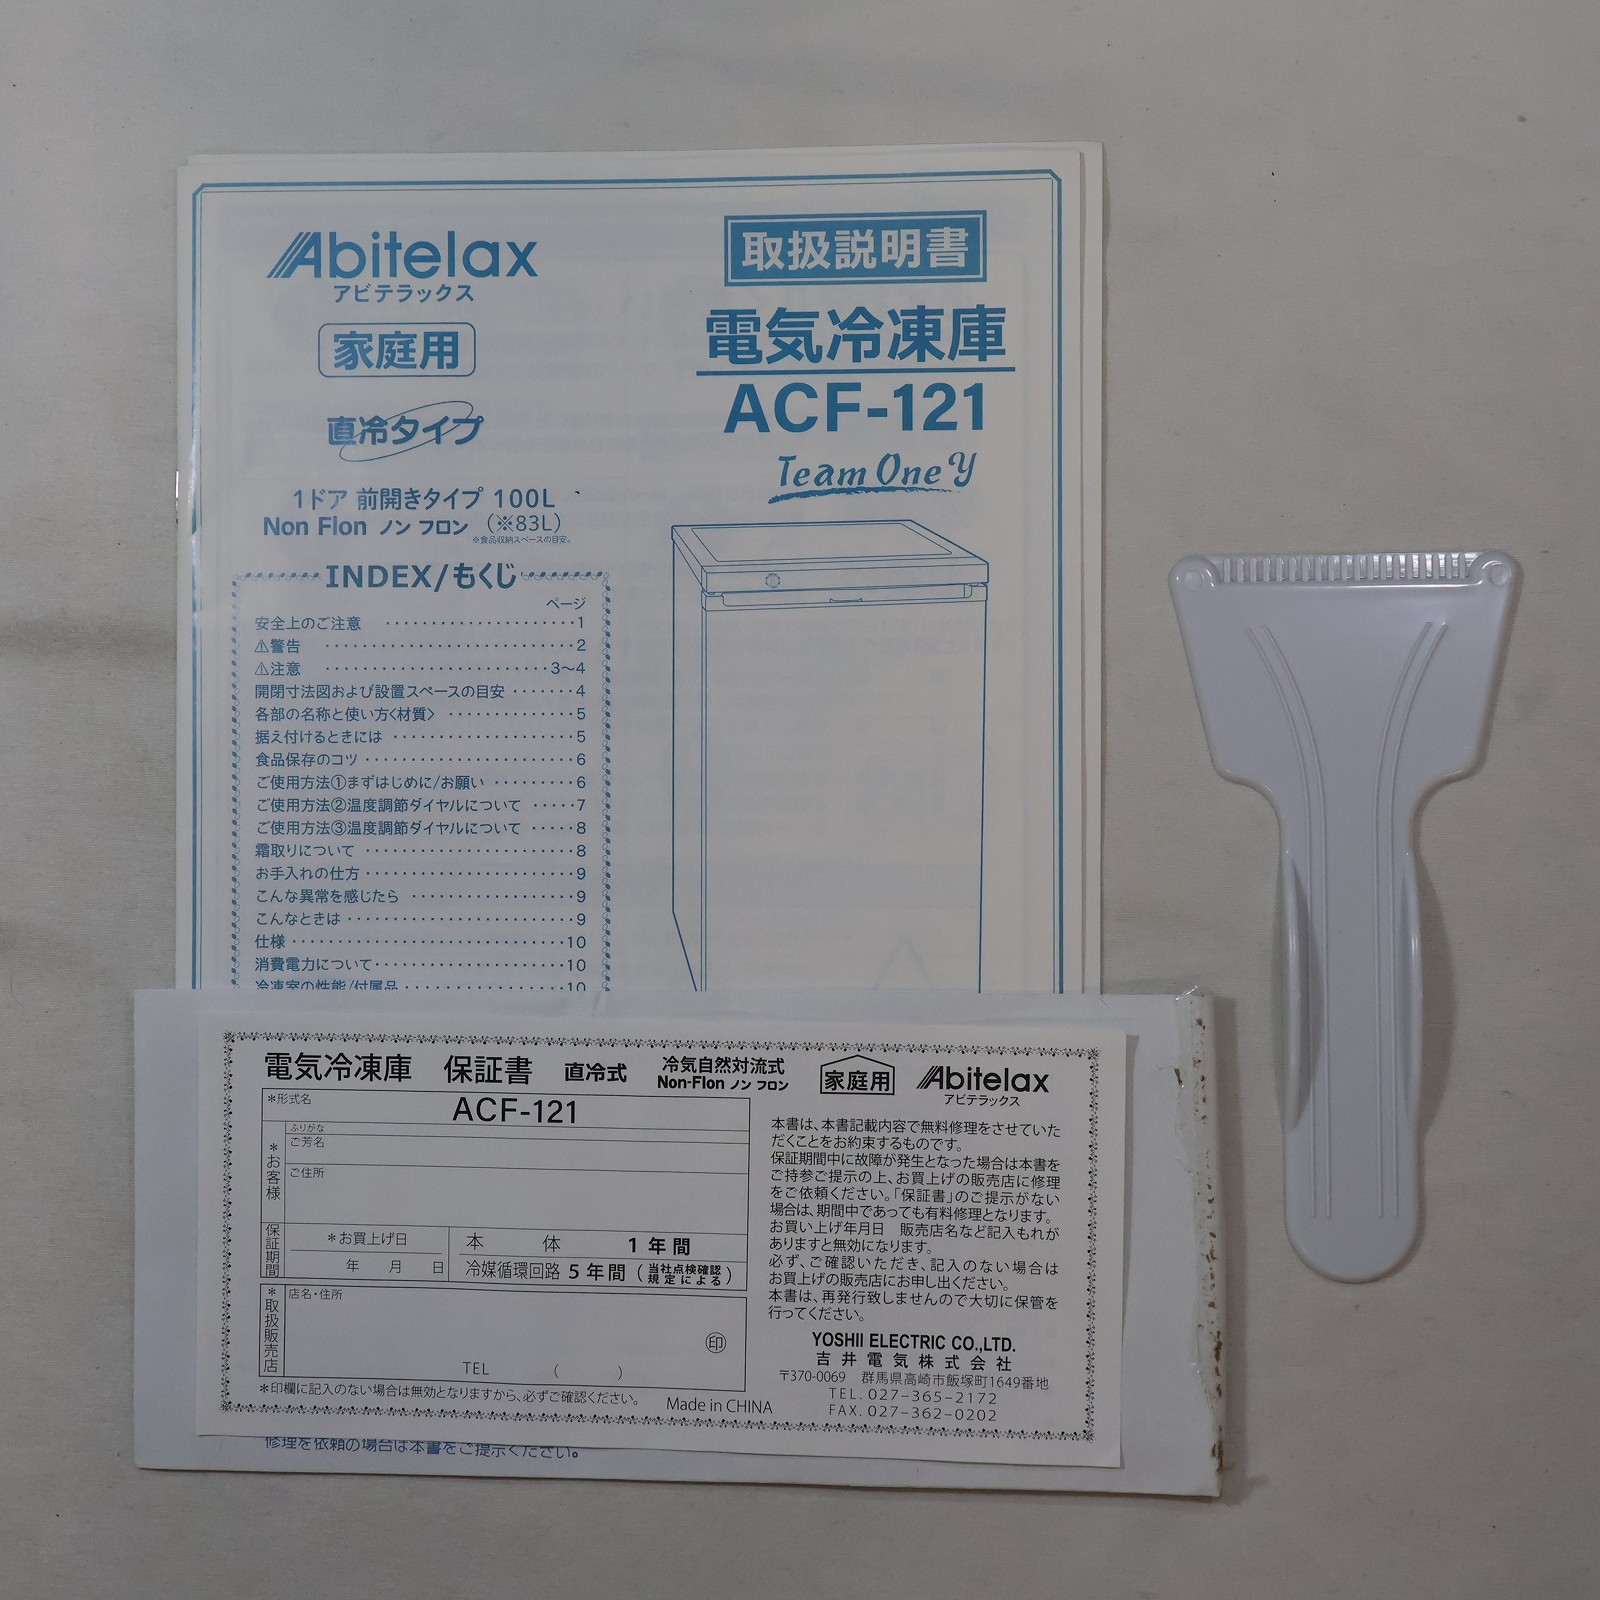 Abitelax
アビテラックス
家庭用
直冷タイプ
1ドア 前開きタイプ 100L
Non Flon ノン フロン (※83L)
※食品収納スペースの目安。
取扱説明書
電気冷凍庫
ACF-121
Team One Y
INDEX/もくじ
ページ
安全上のご注意 ・・・・・・・・・・・・・・・・・・・・・1
⚠警告 ・・・・・・・・・・・・・・・・・・・・・・・・・・・2
⚠注意 ・・・・・・・・・・・・・・・・・・・・・・・・3〜4
開閉寸法図および設置スペースの目安 ・・・・・・・4
各部の名称と使い方<材質> ・・・・・・・・・・・・・5
据え付けるときには ・・・・・・・・・・・・・・・・・・5
食品保存のコツ ・・・・・・・・・・・・・・・・・・・・・6
ご使用方法①まずはじめに/お願い ・・・・・・・・6
ご使用方法②温度調節ダイヤルについて ・・・・・7
ご使用方法③温度調節ダイヤルについて ・・・・・8
霜取りについて ・・・・・・・・・・・・・・・・・・・・・8
お手入れの仕方 ・・・・・・・・・・・・・・・・・・・・・9
こんな異常を感じたら ・・・・・・・・・・・・・・・・9
こんなときは ・・・・・・・・・・・・・・・・・・・・・・・9
仕様 ・・・・・・・・・・・・・・・・・・・・・・・・・・・10
消費電力について ・・・・・・・・・・・・・・・・・・・10
冷凍室の性能/付属品 ・・・・・・・・・・・・・・・・10
電気冷凍庫 保証書 直冷式 冷気自然対流式
Non-Flon ノン フロン
家庭用
Abitelax
アビテラックス
*形式名
ACF-121
*お客様
ふりがな
ご芳名
ご住所
保証期間
*お買上げ日
年 月 日
本 体 1年間
冷媒循環回路 5年間 (当社点検確認規定による)
*取扱販売店
店名・住所
印
TEL ( )
*印欄に記入のない場合は無効となりますから、必ずご確認ください。
Made in CHINA
本書は、本書記載内容で無料修理をさせていた
だくことをお約束するものです。
保証期間中に故障が発生となった場合は本書を
ご持参ご提示の上、お買上げの販売店に修理
をご依頼ください。「保証書」のご提示がない
場合は、期間中であっても有料修理となります。
お買い上げ年月日 販売店名など記入もれが
ありますと無効になります。
必ず、ご確認いただき、記入のない場合は
お買上げの販売店にお申し出ください。
本書は、再発行致しませんので大切に保管を
行ってください。
YOSHII ELECTRIC CO.,LTD.
吉井電気株式会社
〒370-0069 群馬県高崎市飯塚町1649番地
TEL. 027-365-2172
FAX. 027-362-0202
修理を依頼の場合は本書をご提示ください。